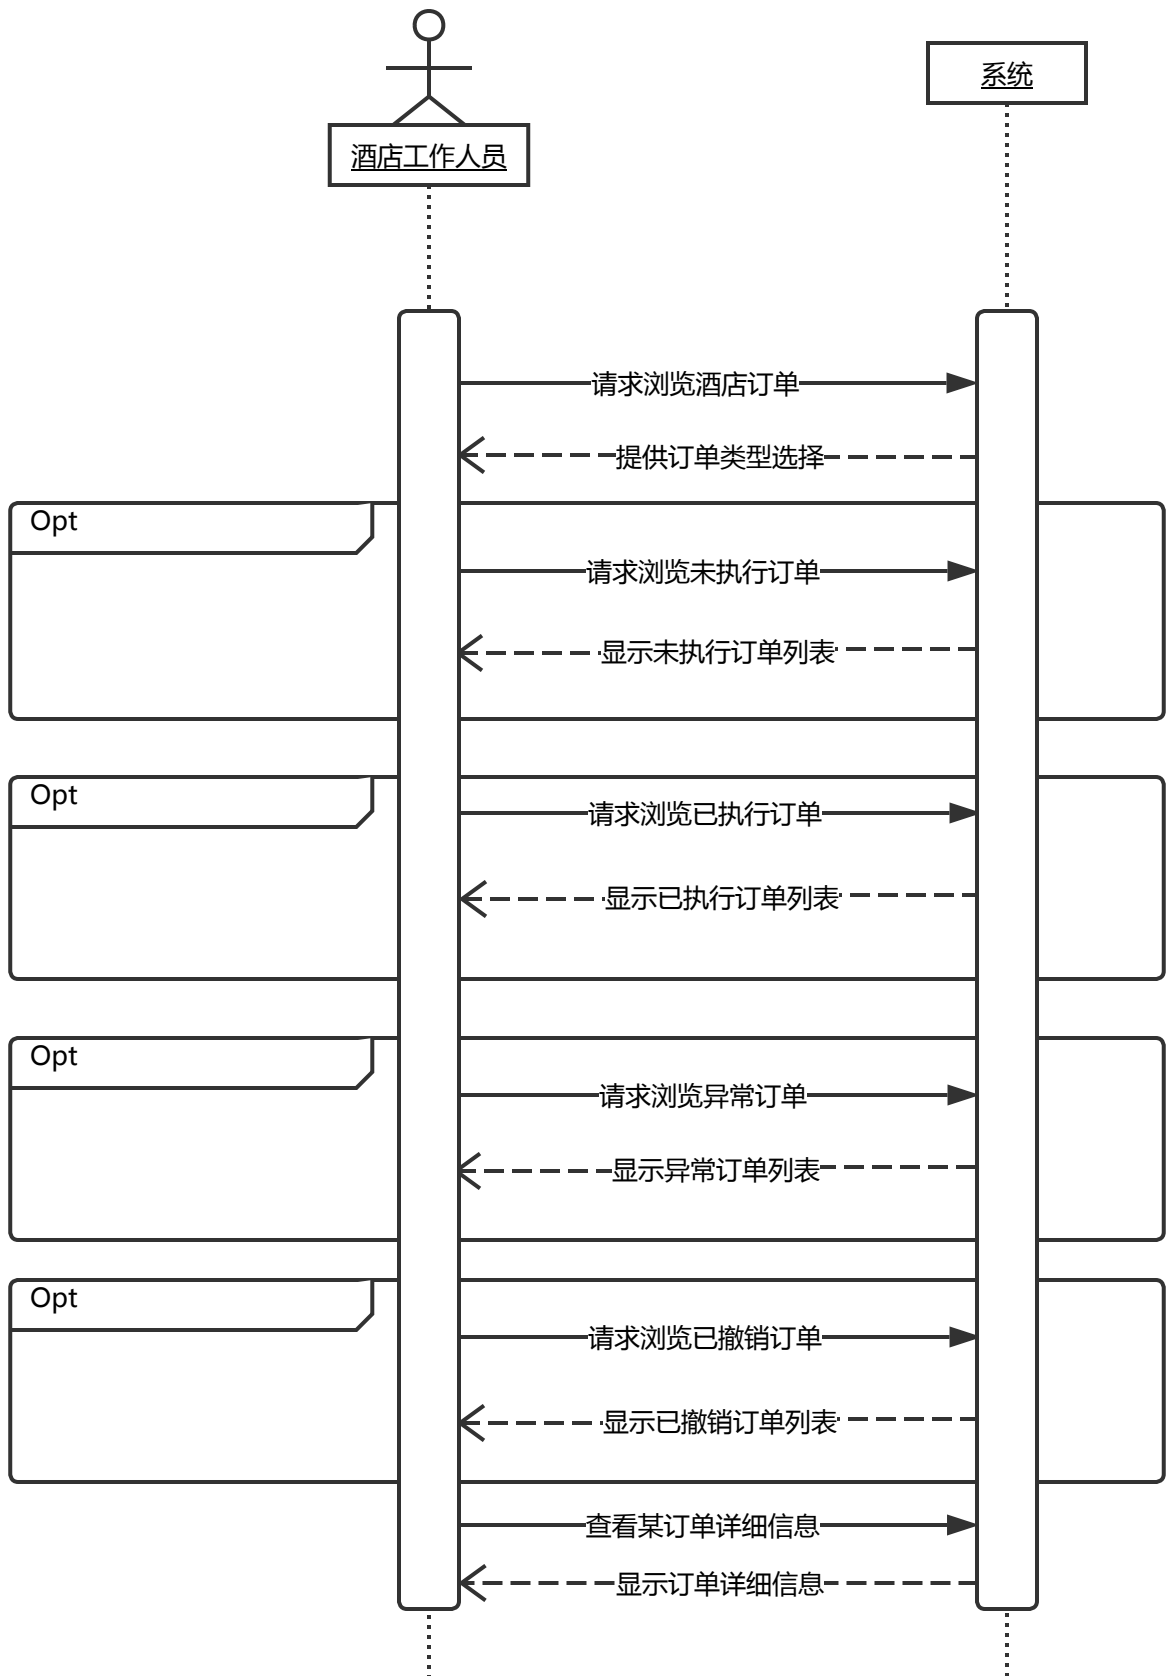 系统
酒店工作人员
请求浏览酒店订单
提供订单类型选择
Opt
请求浏览未执行订单
显示未执行订单列表
Opt
请求浏览已执行订单
显示已执行订单列表
Opt
请求浏览异常订单
显示异常订单列表
Opt
请求浏览已撤销订单
显示已撤销订单列表
查看某订单详细信息
显示订单详细信息